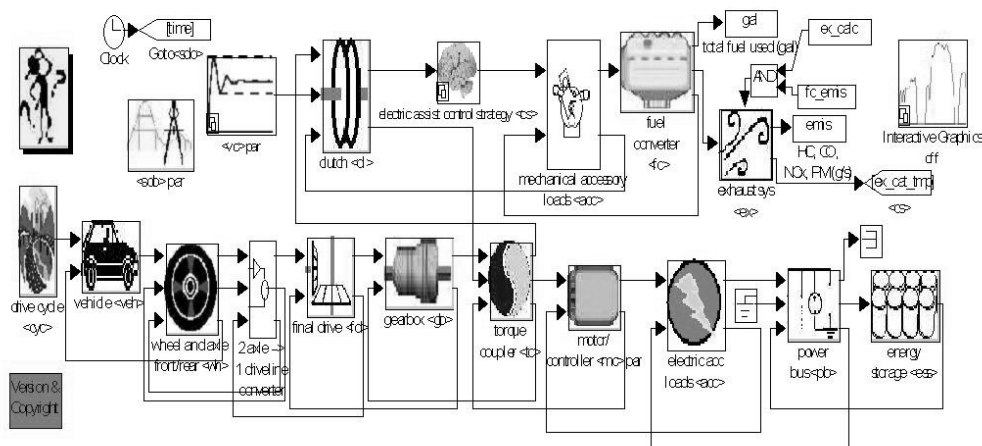 [time]
Clock
Goto<sdo>
<vc>par
<sdo> par
clutch <cl>
electric assist control strategy <cs>
mechanical accessory
loads <acc>
fuel
converter
<fc>
gal
total fuel used (gal)
ex_calc
AND
fc_emis
emis
HC, CO,
NOx, PM (g/s)
exhaust sys
<ex>
ex_cat_tmp
<cs>
Interactive Graphics
off
drive cycle
<cyc>
vehicle <veh>
wheel and axle
front/rear <wh>
2 axle -->
1 driveline
converter
final drive <fd>
gearbox <gb>
torque
coupler <tc>
motor/
controller <mc> par
electric acc
loads <acc>
power
bus <pb>
energy
storage <ess>
Version &
Copyright